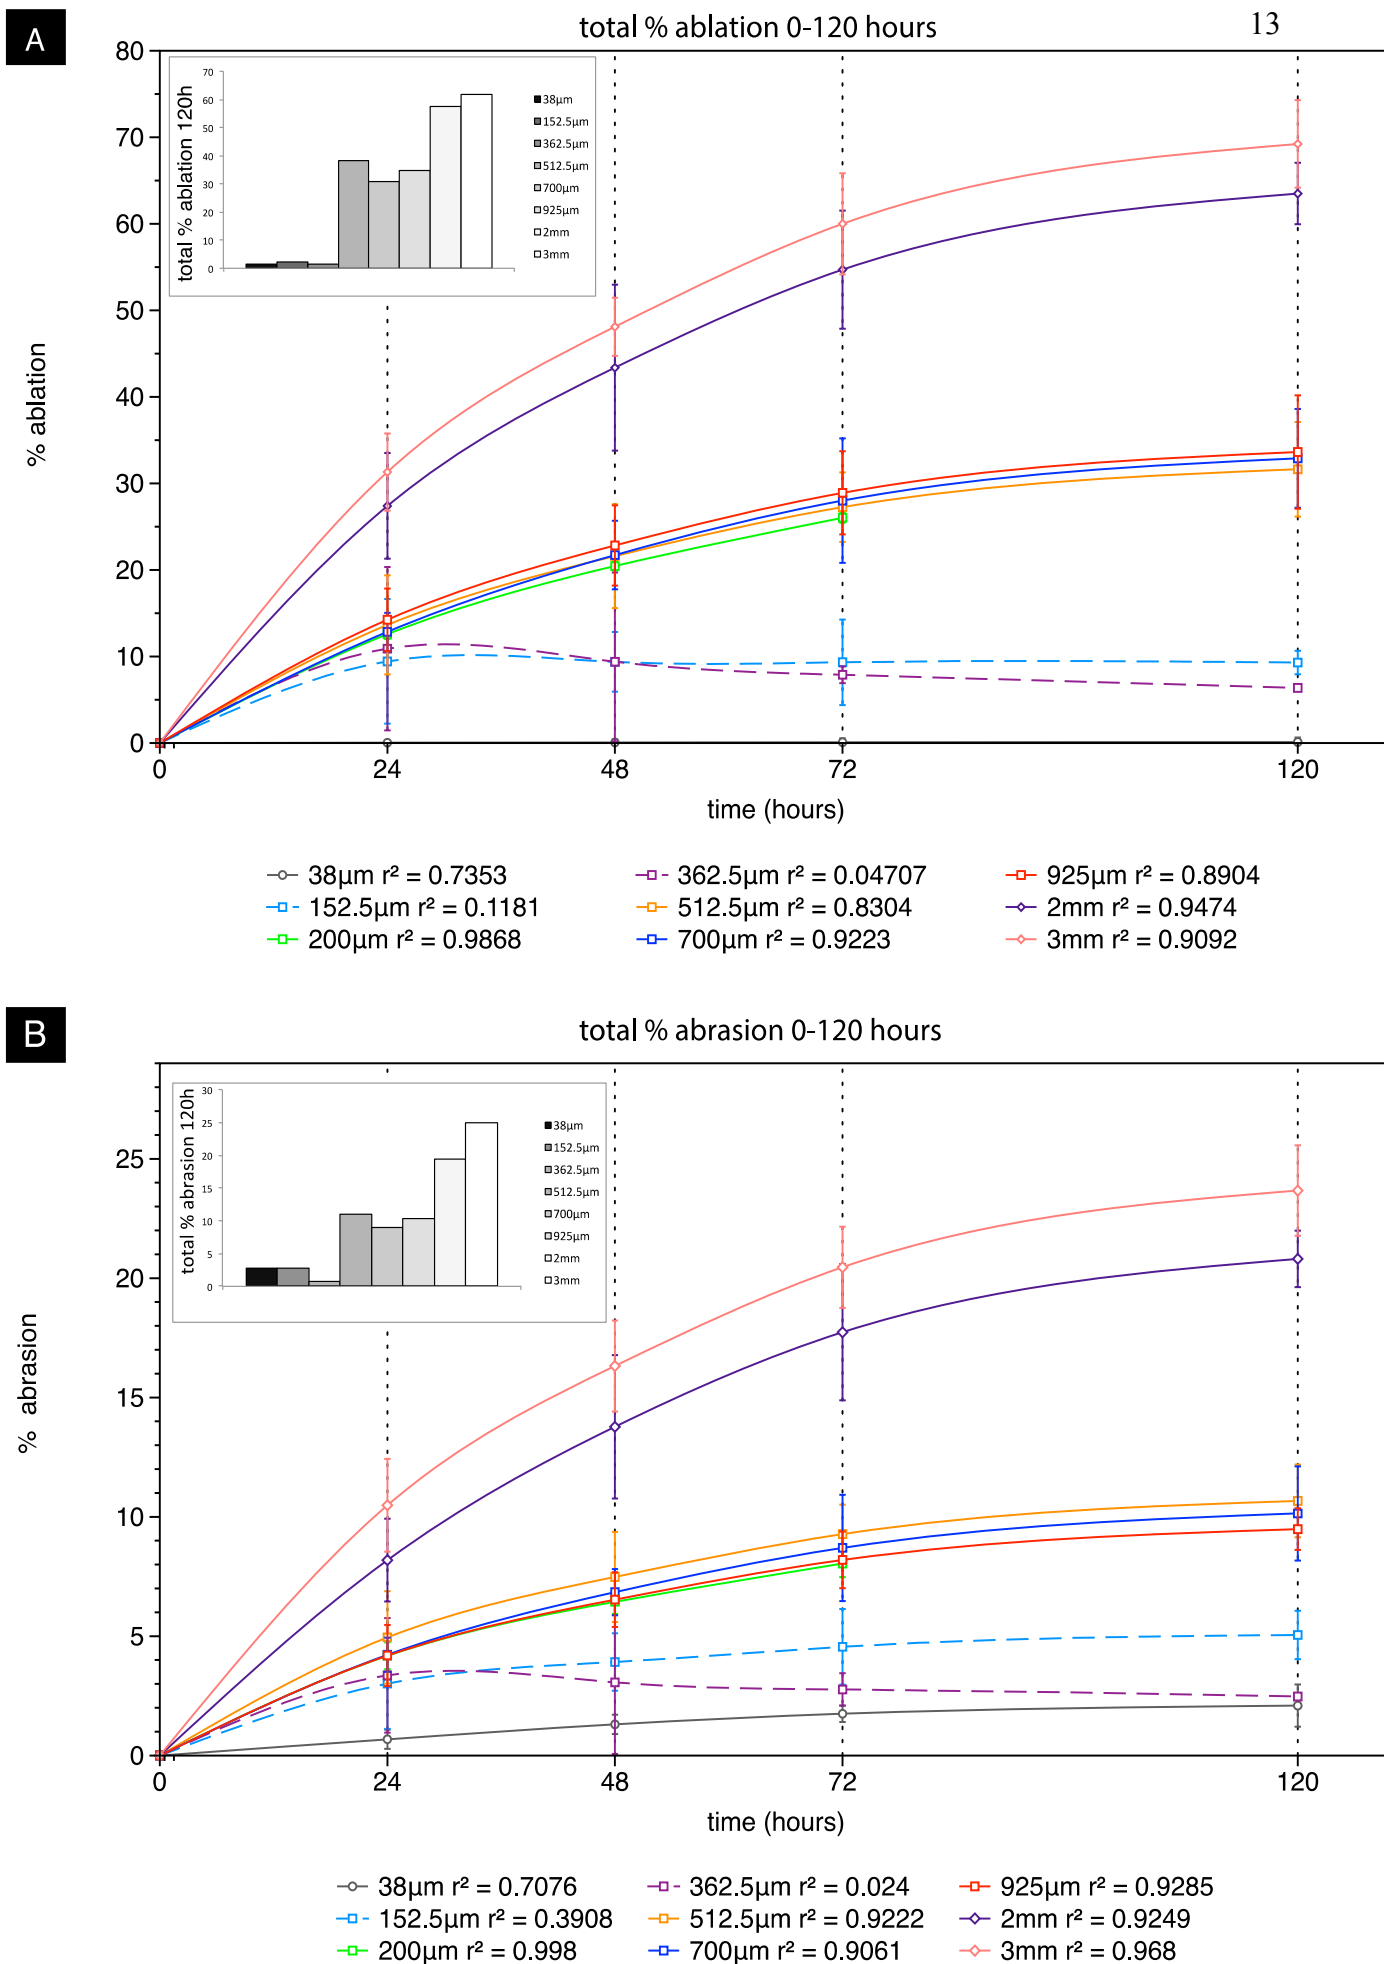 A
total % ablation 0-120 hours
13
80
70
60
50
40
30
20
10
0
% ablation
total % ablation 120h
70
60
50
40
30
20
10
0
38µm
152.5µm
362.5µm
512.5µm
700µm
925µm
2mm
3mm
0 24 48 72 120
time (hours)
38µm r² = 0.7353 362.5µm r² = 0.04707 925µm r² = 0.8904
152.5µm r² = 0.1181 512.5µm r² = 0.8304 2mm r² = 0.9474
200µm r² = 0.9868 700µm r² = 0.9223 3mm r² = 0.9092
B
total % abrasion 0-120 hours
25
20
15
10
5
0
% abrasion
total % abrasion 120h
30
25
20
15
10
5
0
38µm
152.5µm
362.5µm
512.5µm
700µm
925µm
2mm
3mm
0 24 48 72 120
time (hours)
38µm r² = 0.7076 362.5µm r² = 0.024 925µm r² = 0.9285
152.5µm r² = 0.3908 512.5µm r² = 0.9222 2mm r² = 0.9249
200µm r² = 0.998 700µm r² = 0.9061 3mm r² = 0.968